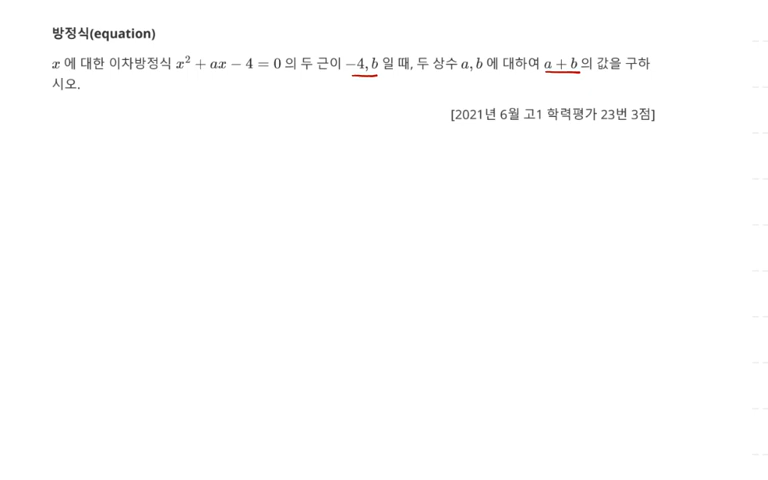 방정식(equation)
x 에 대한 이차방정식 x² + ax − 4 = 0 의 두 근이 −4, b 일 때, 두 상수 a, b 에 대하여 a + b 의 값을 구하
시오.
[2021년 6월 고1 학력평가 23번 3점]